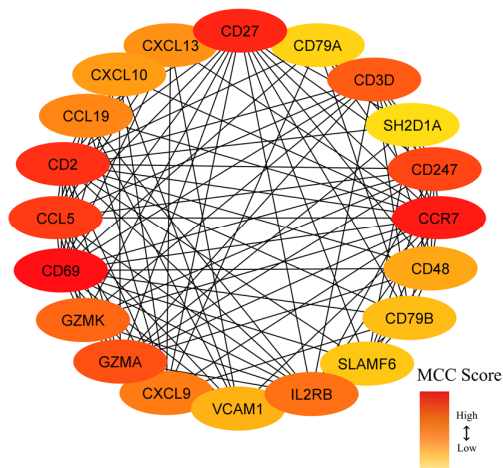 CD27
CXCL13
CD79A
CXCL10
CD3D
CCL19
SH2D1A
CD2
CD247
CCL5
CCR7
CD69
CD48
GZMK
CD79B
GZMA
SLAMF6
CXCL9
VCAM1
IL2RB
MCC Score
High
Low